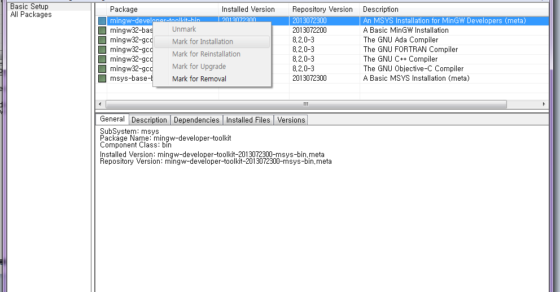 Basic Setup
All Packages
Package Installed Version Repository Version Description
mingw-developer-toolkit-bin 2013072300 2013072300 An MSYS Installation for MinGW Developers (meta)
mingw32-bas 2013072200 A Basic MinGW Installation
mingw32-gcc 8,2,0-3 The GNU Ada Compiler
mingw32-gcc 8,2,0-3 The GNU FORTRAN Compiler
mingw32-gcc 8,2,0-3 The GNU C++ Compiler
mingw32-gcc 8,2,0-3 The GNU Objective-C Compiler
msys-base-b 2013072300 A Basic MSYS Installation (meta)
Unmark
Mark for Installation
Mark for Reinstallation
Mark for Upgrade
Mark for Removal
General Description Dependencies Installed Files Versions
SubSystem: msys
Package Name: mingw-developer-toolkit
Component Class: bin
Installed Version: mingw-developer-toolkit-2013072300-msys-bin,meta
Repository Version: mingw-developer-toolkit-2013072300-msys-bin,meta